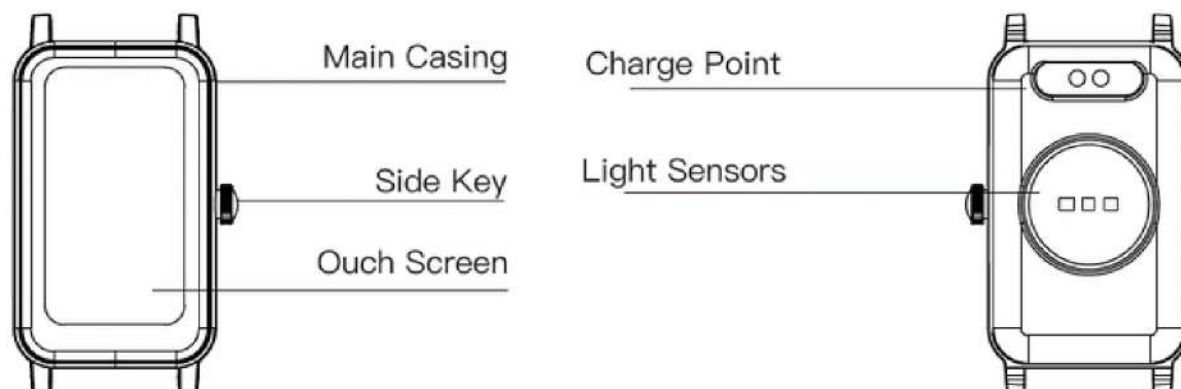 Main Casing
Side Key
Ouch Screen
Charge Point
Light Sensors